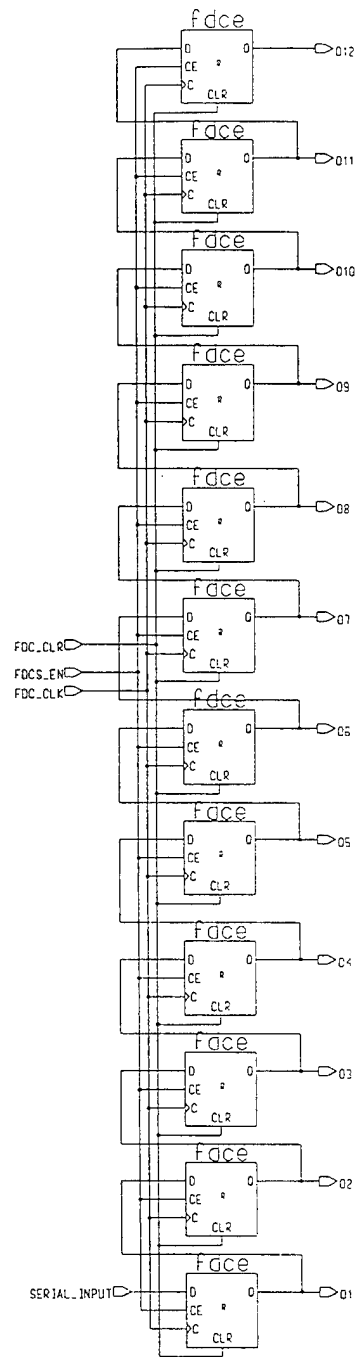 fdce
D Q O12
CE R
C
CLR
fdce
D Q O11
CE R
C
CLR
fdce
D Q O10
CE R
C
CLR
fdce
D Q O9
CE R
C
CLR
fdce
D Q O8
CE R
C
CLR
fdce
D Q O7
CE R
FDC_CLR
C
CLR
FDCS_EN
FDC_CLK
fdce
D Q O6
CE R
C
CLR
fdce
D Q O5
CE R
C
CLR
fdce
D Q O4
CE R
C
CLR
fdce
D Q O3
CE R
C
CLR
fdce
D Q O2
CE R
C
CLR
fdce
SERIAL_INPUT D Q O1
CE R
C
CLR